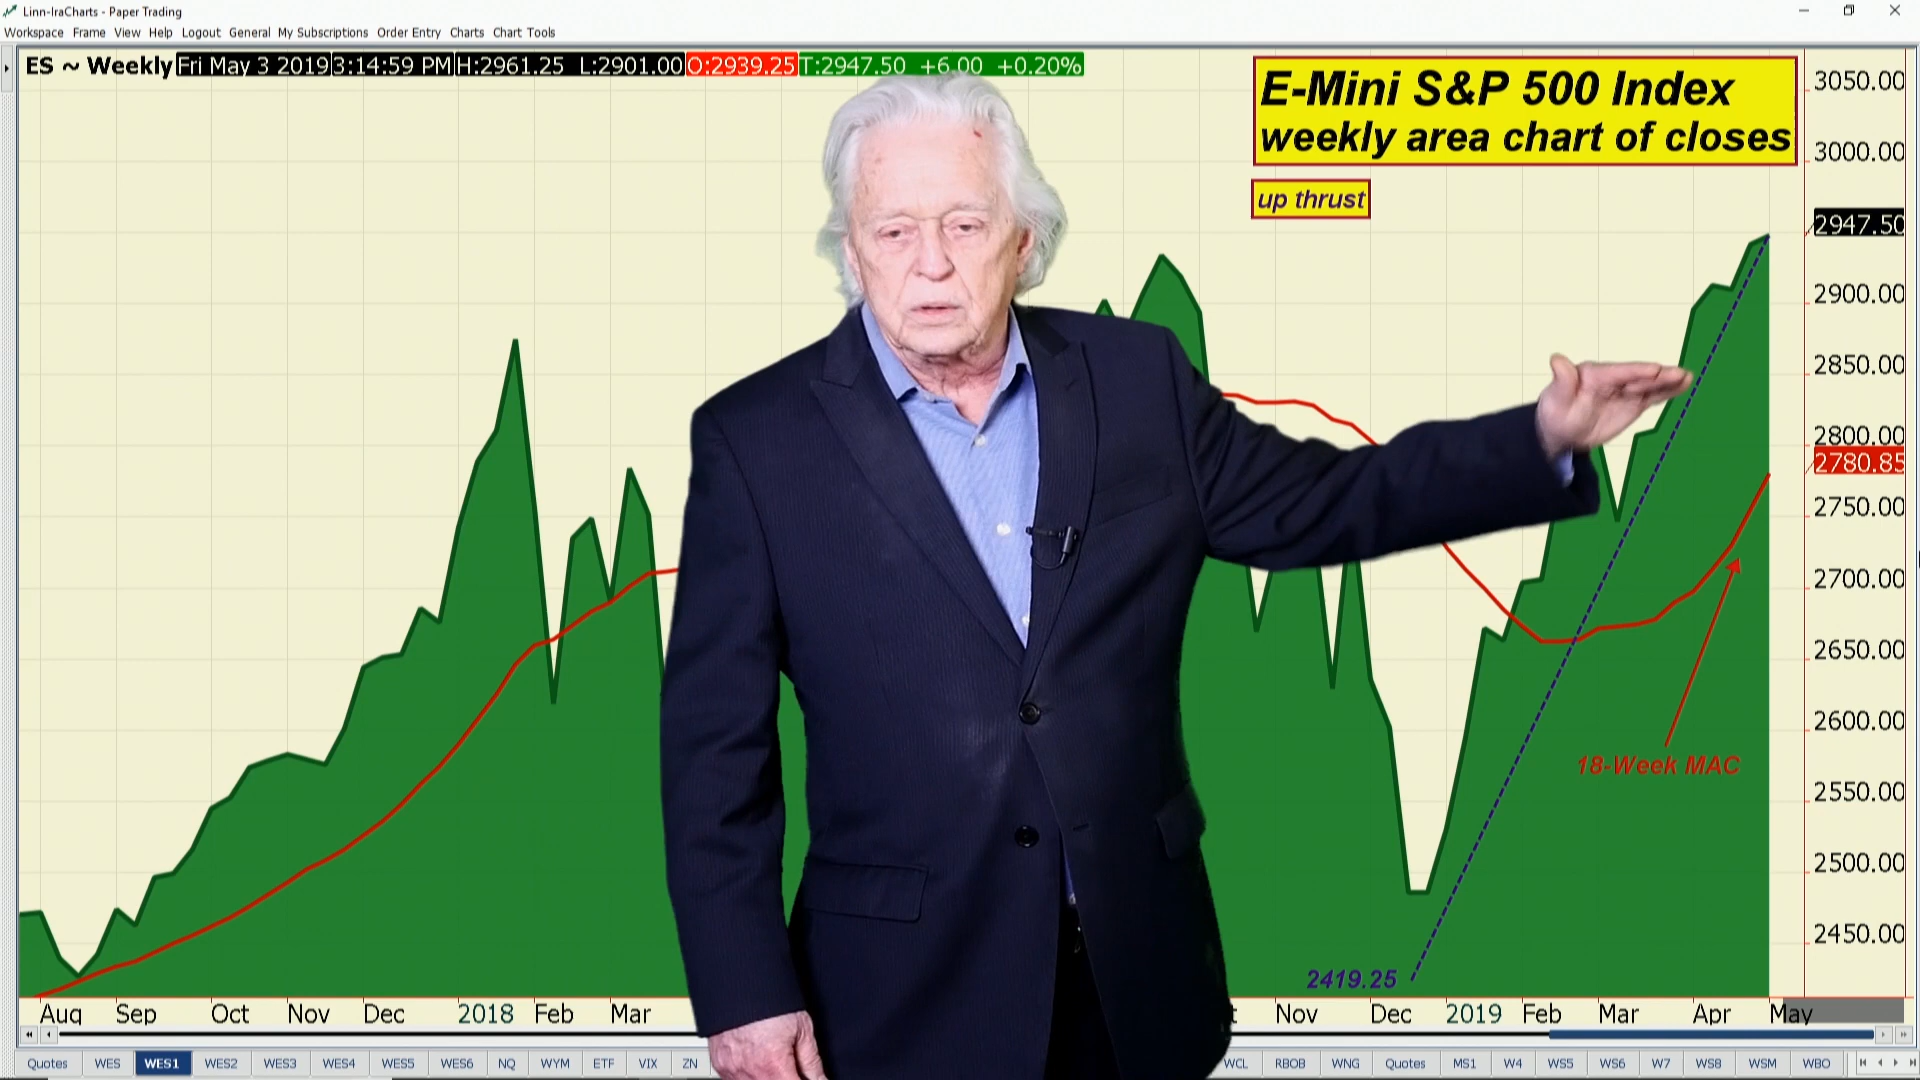 Linn-IraCharts - Paper Trading
Workspace Frame View Help Logout General My Subscriptions Order Entry Charts Chart Tools
ES ~ Weekly Fri May 3 2019 3:14:59 PM H:2961.25 L:2901.00 O:2939.25 T:2947.50 +6.00 +0.20%
E-Mini S&P 500 Index
weekly area chart of closes
up thrust
3050.00
3000.00
2947.50
2900.00
2850.00
2800.00
2780.85
2750.00
2700.00
2650.00
2600.00
18-Week MAC
2550.00
2500.00
2450.00
2419.25
Aug Sep Oct Nov Dec 2018 Feb Mar Nov Dec 2019 Feb Mar Apr May
Quotes WES WES1 WES2 WES3 WES4 WES5 WES6 NQ WYM ETF VIX ZN WCL RBOB WNG Quotes MS1 W4 WS5 WS6 W7 WS8 WSM WBO